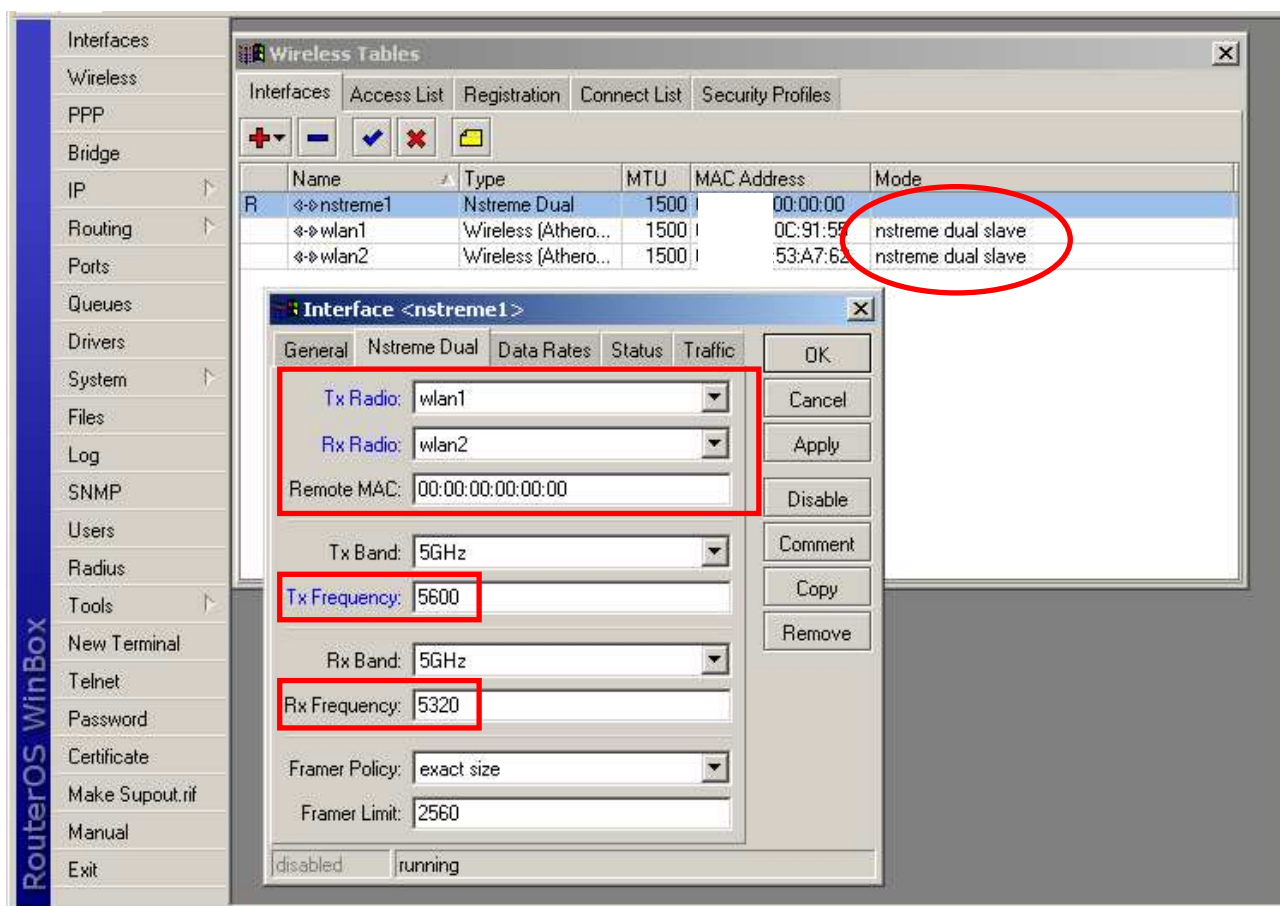 RouterOS WinBox
Interfaces
Wireless
PPP
Bridge
IP
Routing
Ports
Queues
Drivers
System
Files
Log
SNMP
Users
Radius
Tools
New Terminal
Telnet
Password
Certificate
Make Supout.rif
Manual
Exit
Wireless Tables
Interfaces Access List Registration Connect List Security Profiles
Name Type MTU MAC Address Mode
R nstreme1 Nstreme Dual 1500 00:00:00
wlan1 Wireless (Athero... 1500 0C:91:55 nstreme dual slave
wlan2 Wireless (Athero... 1500 :53:A7:62 nstreme dual slave
Interface <nstreme1>
General Nstreme Dual Data Rates Status Traffic
Tx Radio: wlan1
Rx Radio: wlan2
Remote MAC: 00:00:00:00:00:00
Tx Band: 5GHz
Tx Frequency: 5600
Rx Band: 5GHz
Rx Frequency: 5320
Framer Policy: exact size
Framer Limit: 2560
disabled running
OK
Cancel
Apply
Disable
Comment
Copy
Remove